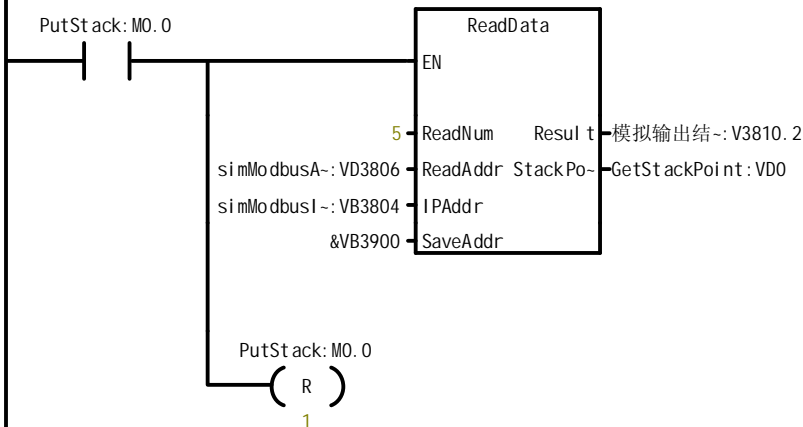 PutStack:M0.0
ReadData
EN
5 ReadNum Result 模拟输出结~:V3810.2
simModbusA~:VD3806 ReadAddr StackPo~ GetStackPoint:VD0
simModbusI~:VB3804 IPAddr
&VB3900 SaveAddr
PutStack:M0.0
R
1